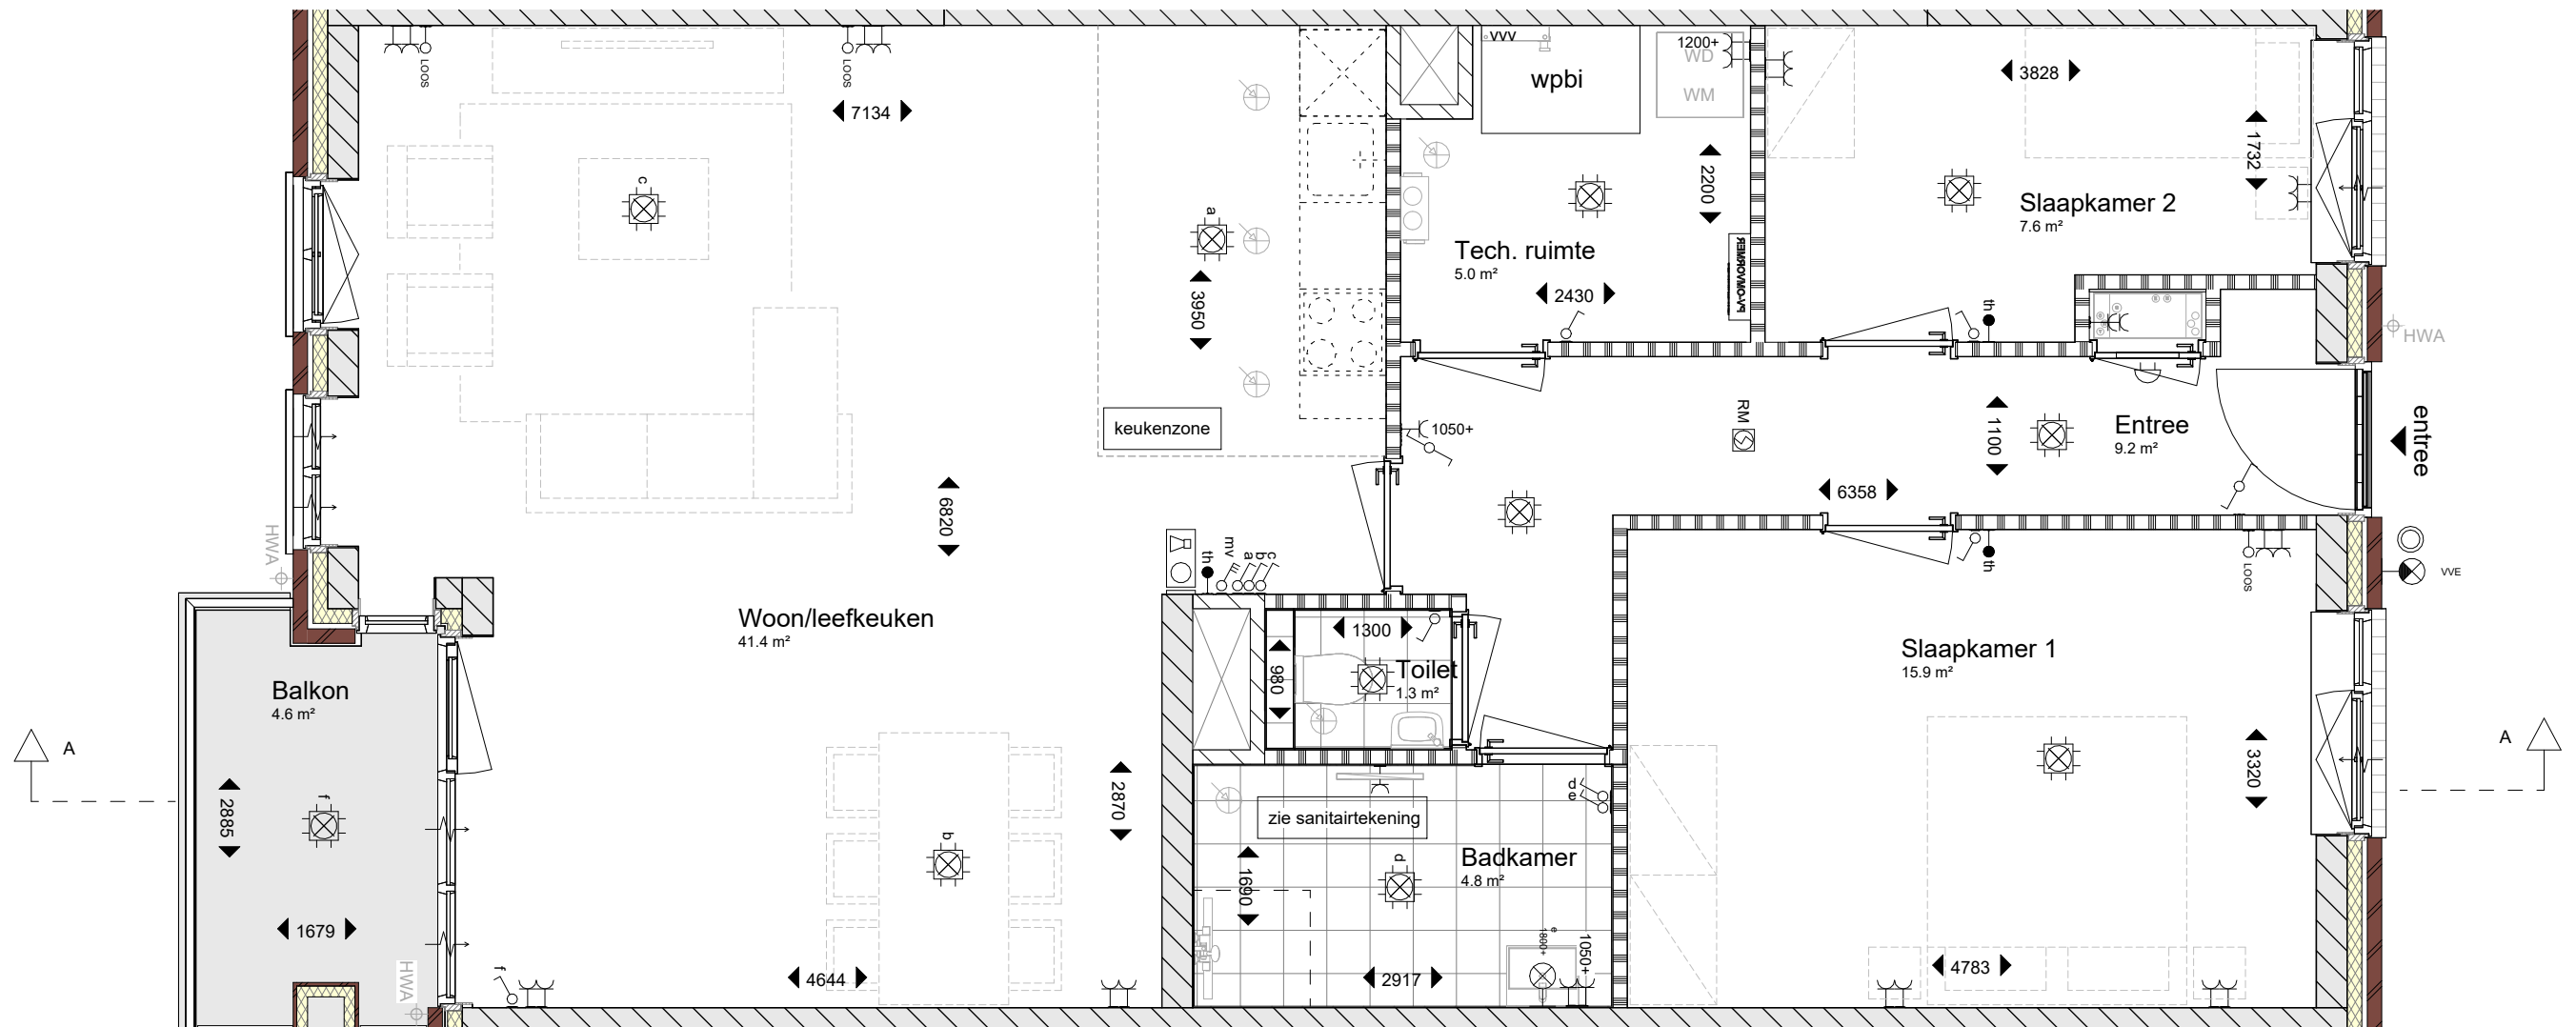 LOOS
LOOS
7134
c
a
3950
keukenzone
6820
VVV
wpbi
1200+
WD
WM
2200
Tech. ruimte
5.0 m²
2430
PV-OMVORMER
3828
1732
Slaapkamer 2
7.6 m²
th
HWA
1050+
RM
1100
Entree
9.2 m²
entree
6358
HWA
th
mv
a
b
c
th
LOOS
VVE
Woon/leefkeuken
41.4 m²
1300
980
Toilet
1.3 m²
Slaapkamer 1
15.9 m²
Balkon
4.6 m²
A
A
2885
f
1679
HWA
f
b
2870
4644
d
e
zie sanitairtekening
Badkamer
4.8 m²
d
1690
2917
e
1800+
1050+
3320
4783